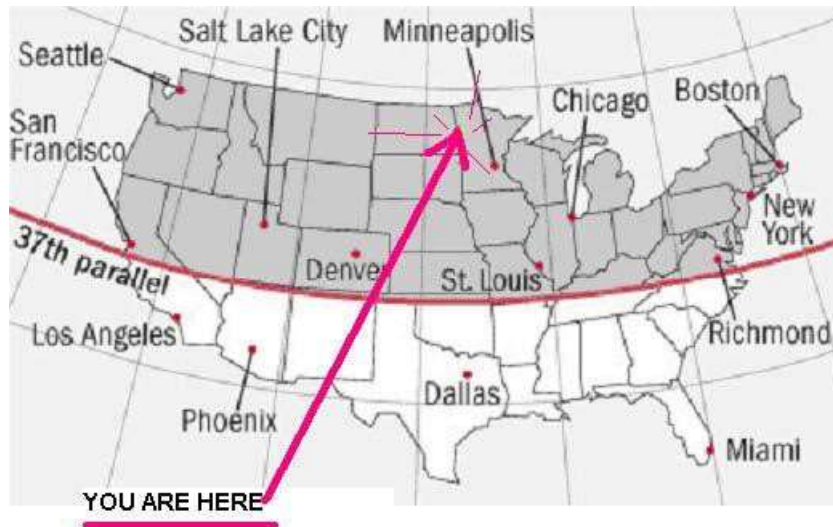 Salt Lake City
Minneapolis
Seattle
Chicago
Boston
San
Francisco
New
York
37th parallel
Denver
St. Louis
Los Angeles
Richmond
Dallas
Phoenix
Miami
YOU ARE HERE